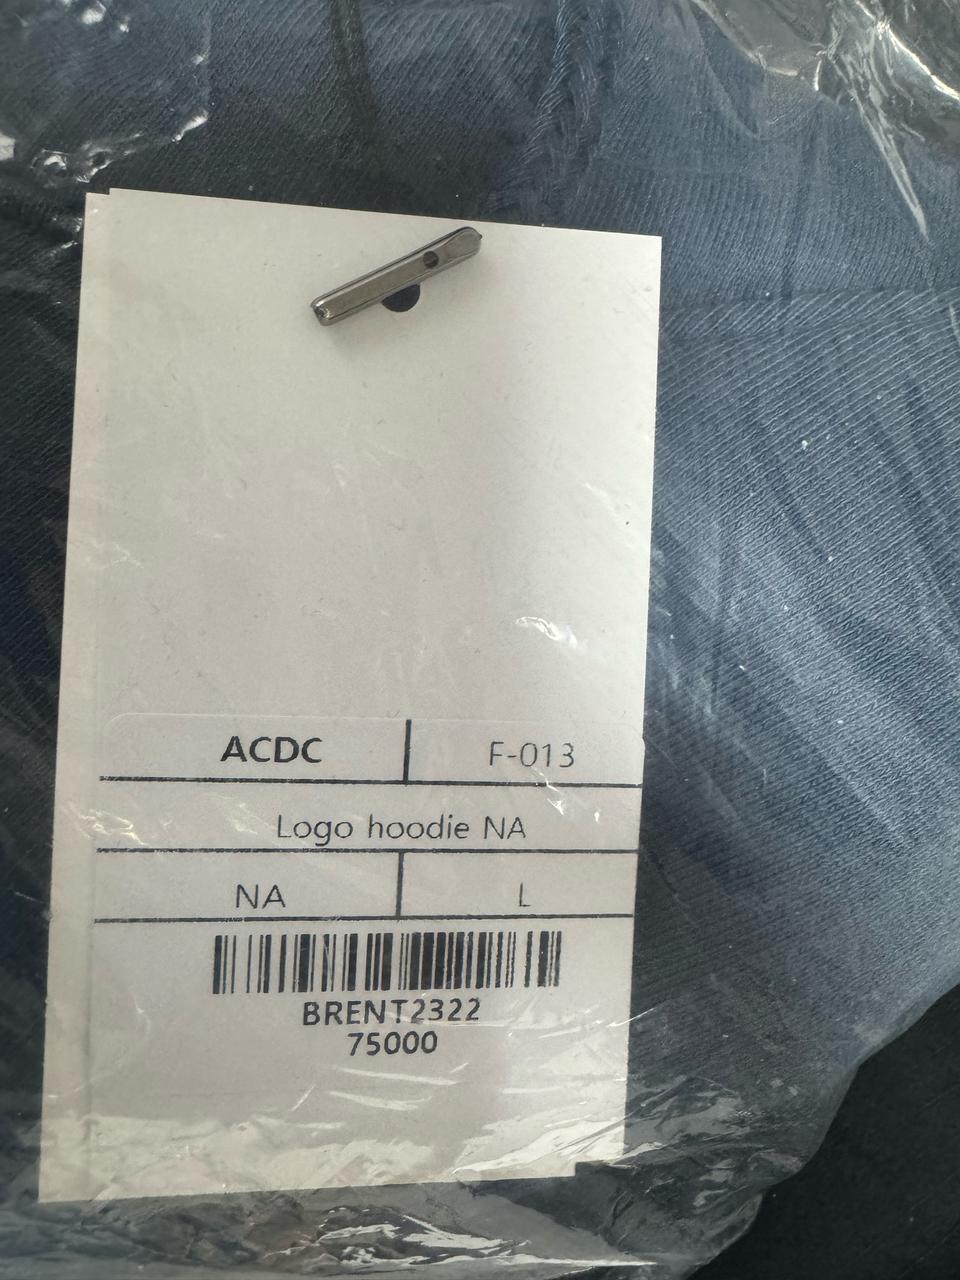 ACDC F-013
Logo hoodie NA
NA L
BRENT2322
75000